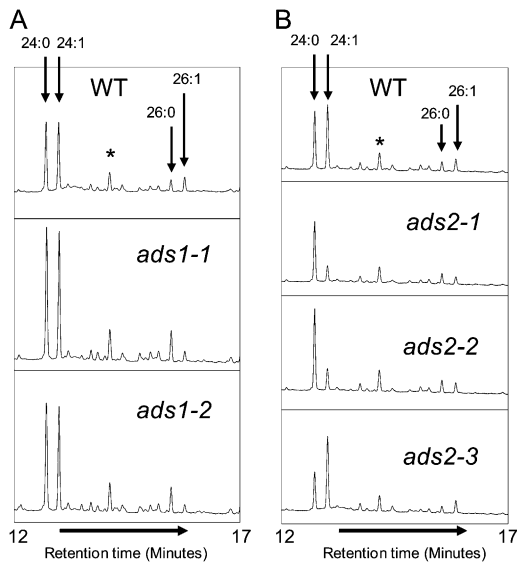 A
24:0 24:1
WT
26:1
26:0
*
ads1-1
ads1-2
12 17
Retention time (Minutes)
B
24:0 24:1
WT
26:1
26:0
*
ads2-1
ads2-2
ads2-3
12 17
Retention time (Minutes)